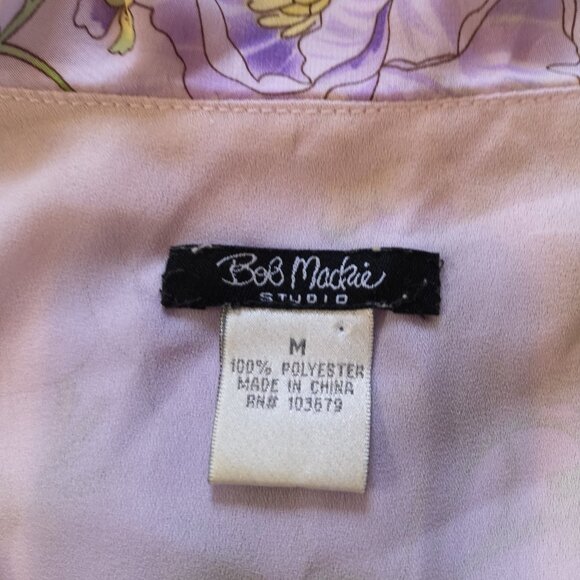 Bob Mackie
STUDIO
M
100% POLYESTER
MADE IN CHINA
RN# 103679